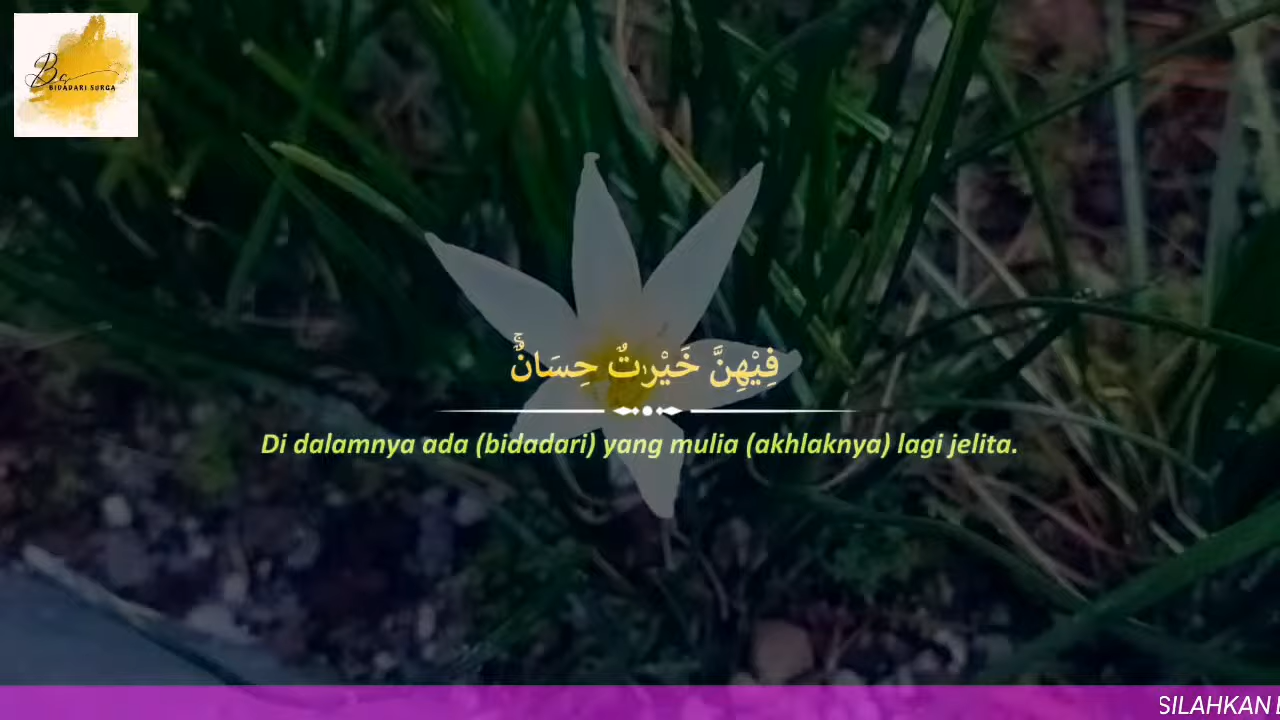 BIDADARI SURGA
فِيْهِنَّ خَيْرٰتٌ حِسَانٌۚ
Di dalamnya ada (bidadari) yang mulia (akhlaknya) lagi jelita.
SILAHKAN